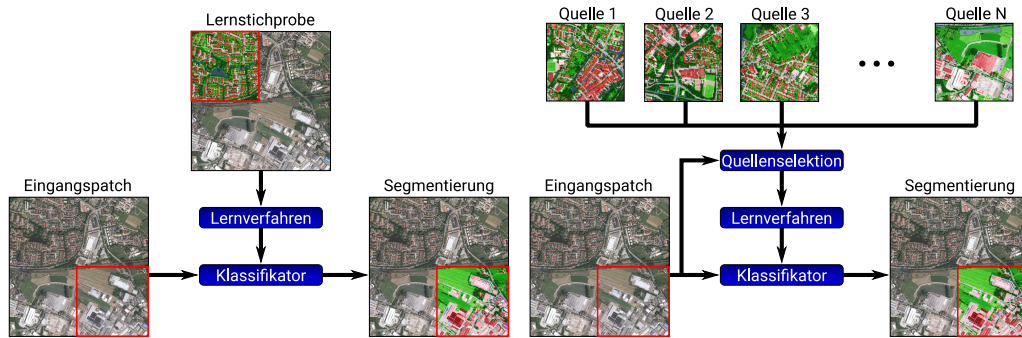 Lernstichprobe
Eingangspatch
Lernverfahren
Klassifikator
Segmentierung
Quelle 1
Quelle 2
Quelle 3
Quelle N
Quellenselektion
Eingangspatch
Lernverfahren
Klassifikator
Segmentierung